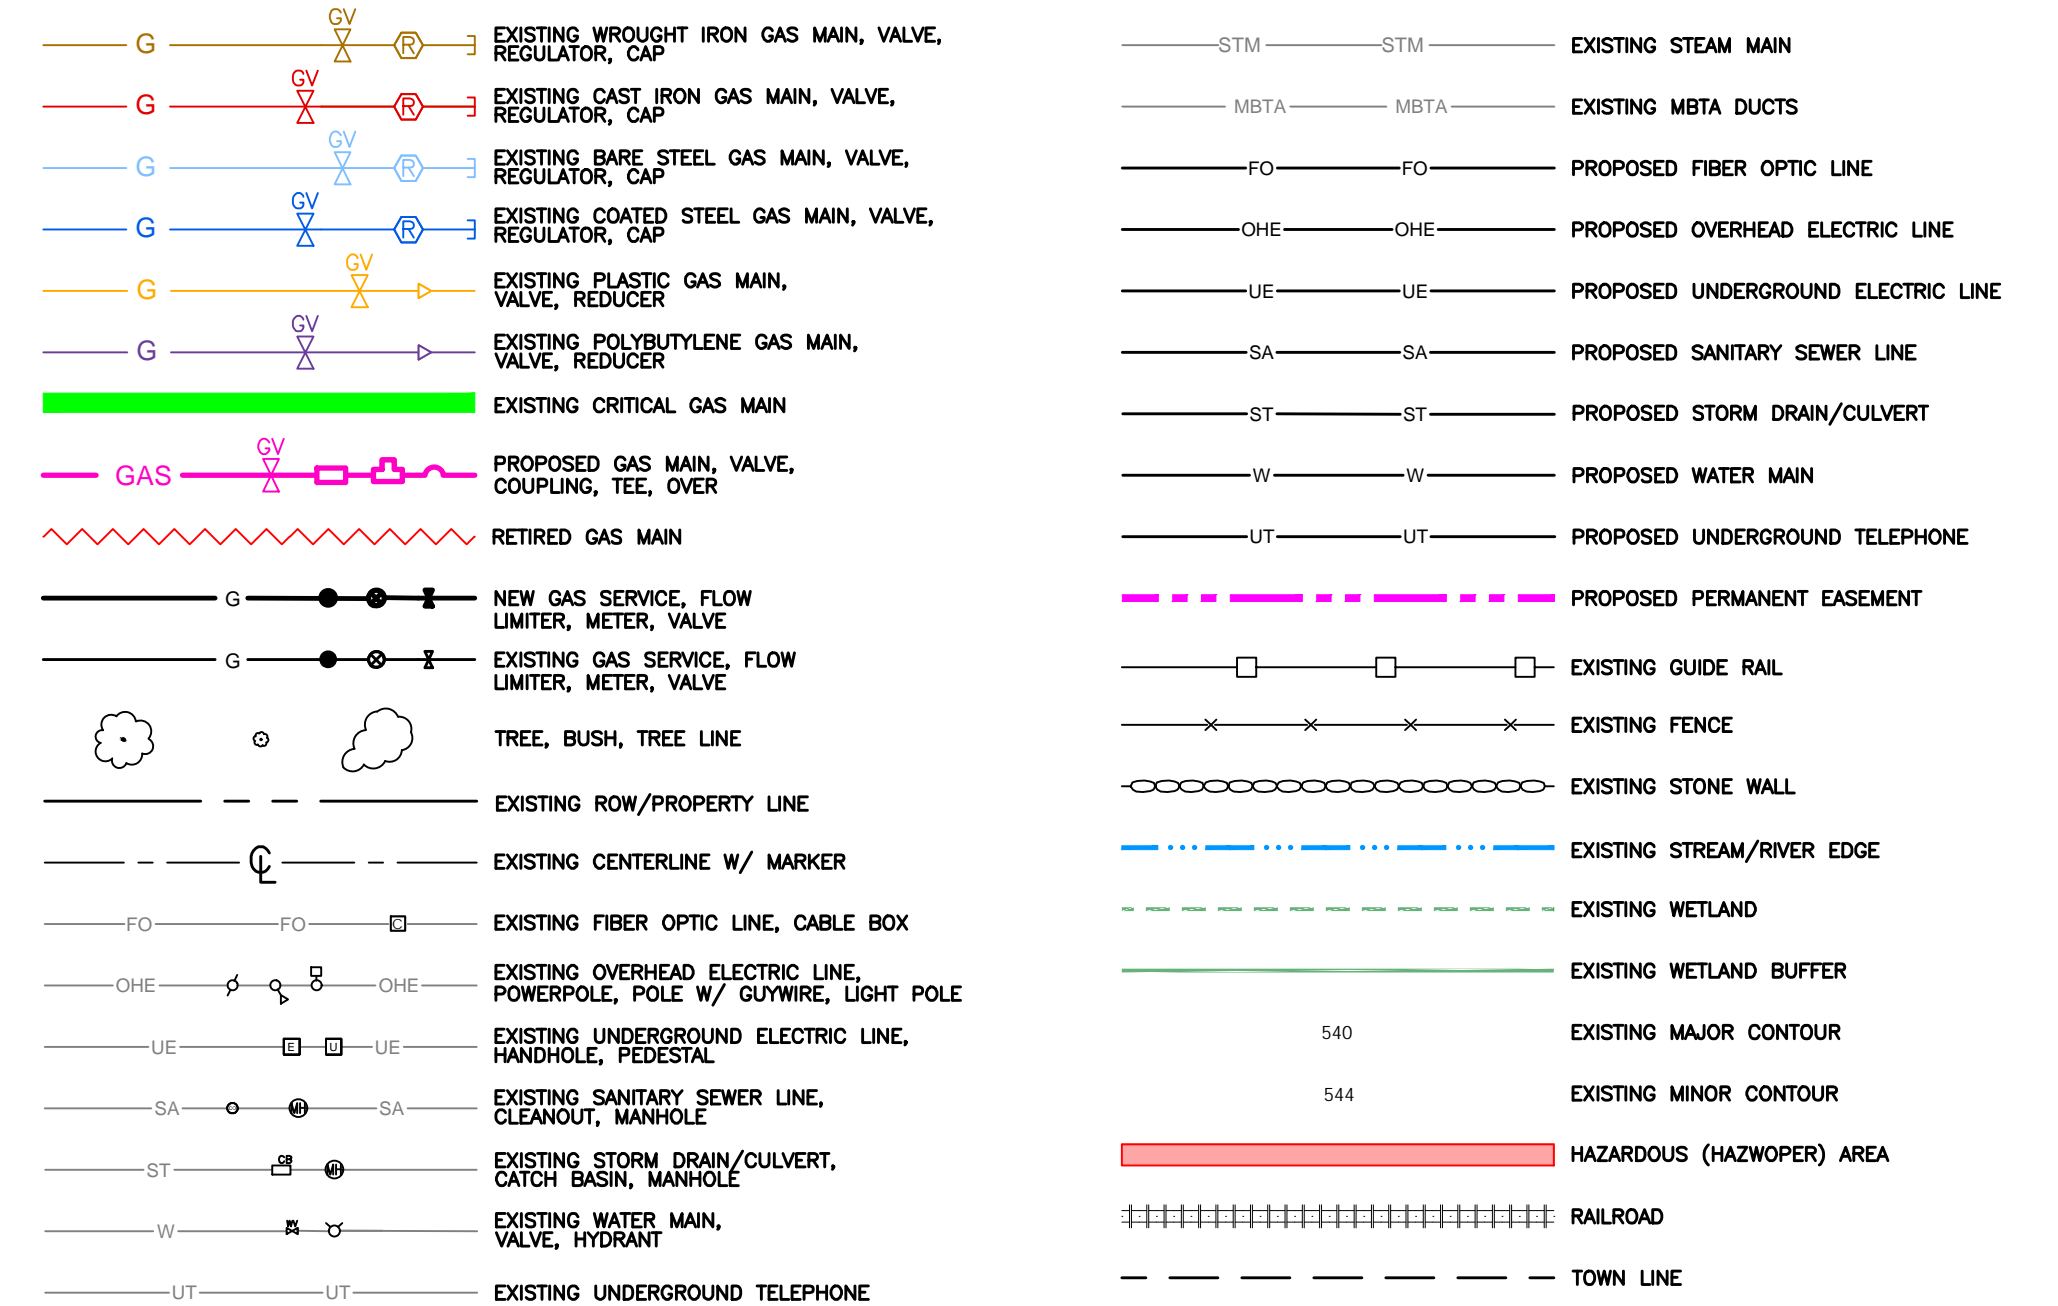 GV
G R EXISTING WROUGHT IRON GAS MAIN, VALVE,
REGULATOR, CAP
GV
G R EXISTING CAST IRON GAS MAIN, VALVE,
REGULATOR, CAP
GV
G R EXISTING BARE STEEL GAS MAIN, VALVE,
REGULATOR, CAP
GV
G R EXISTING COATED STEEL GAS MAIN, VALVE,
REGULATOR, CAP
GV
G EXISTING PLASTIC GAS MAIN,
VALVE, REDUCER
GV
G EXISTING POLYBUTYLENE GAS MAIN,
VALVE, REDUCER
EXISTING CRITICAL GAS MAIN
GV
GAS PROPOSED GAS MAIN, VALVE,
COUPLING, TEE, OVER
RETIRED GAS MAIN
G NEW GAS SERVICE, FLOW
LIMITER, METER, VALVE
G EXISTING GAS SERVICE, FLOW
LIMITER, METER, VALVE
TREE, BUSH, TREE LINE
EXISTING ROW/PROPERTY LINE
CL EXISTING CENTERLINE W/ MARKER
FO FO C EXISTING FIBER OPTIC LINE, CABLE BOX
OHE OHE EXISTING OVERHEAD ELECTRIC LINE,
POWERPOLE, POLE W/ GUYWIRE, LIGHT POLE
UE E U UE EXISTING UNDERGROUND ELECTRIC LINE,
HANDHOLE, PEDESTAL
SA MH SA EXISTING SANITARY SEWER LINE,
CLEANOUT, MANHOLE
CB
ST MH EXISTING STORM DRAIN/CULVERT,
CATCH BASIN, MANHOLE
WV
W EXISTING WATER MAIN,
VALVE, HYDRANT
UT UT EXISTING UNDERGROUND TELEPHONE
STM STM EXISTING STEAM MAIN
MBTA MBTA EXISTING MBTA DUCTS
FO FO PROPOSED FIBER OPTIC LINE
OHE OHE PROPOSED OVERHEAD ELECTRIC LINE
UE UE PROPOSED UNDERGROUND ELECTRIC LINE
SA SA PROPOSED SANITARY SEWER LINE
ST ST PROPOSED STORM DRAIN/CULVERT
W W PROPOSED WATER MAIN
UT UT PROPOSED UNDERGROUND TELEPHONE
PROPOSED PERMANENT EASEMENT
EXISTING GUIDE RAIL
EXISTING FENCE
EXISTING STONE WALL
EXISTING STREAM/RIVER EDGE
EXISTING WETLAND
EXISTING WETLAND BUFFER
540 EXISTING MAJOR CONTOUR
544 EXISTING MINOR CONTOUR
HAZARDOUS (HAZWOPER) AREA
RAILROAD
TOWN LINE